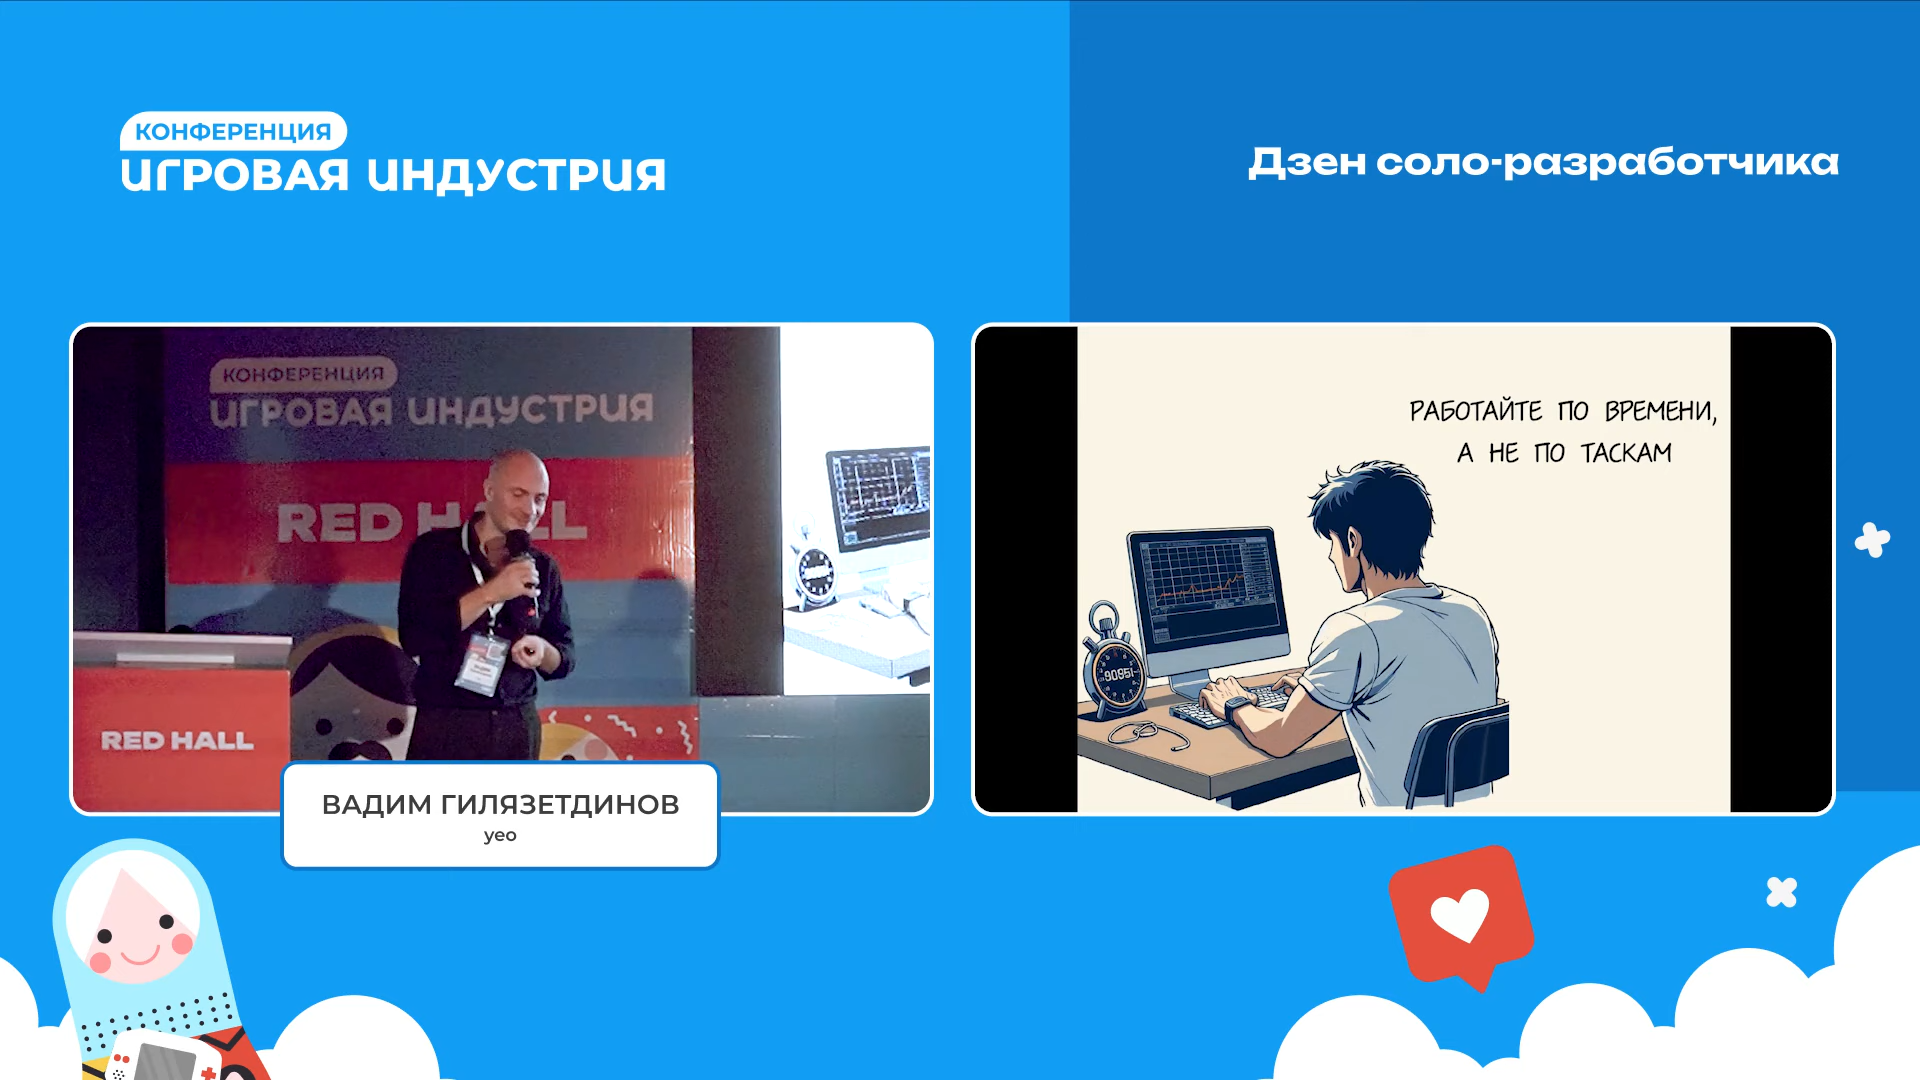 КОНФЕРЕНЦИЯ
ИГРОВАЯ ИНДУСТРИЯ
Дзен соло-разработчика
КОНФЕРЕНЦИЯ
ИГРОВАЯ ИНДУСТРИЯ
RED HALL
RED HALL
ВАДИМ ГИЛЯЗЕТДИНОВ
yeo
РАБОТАЙТЕ ПО ВРЕМЕНИ,
А НЕ ПО ТАСКАМ